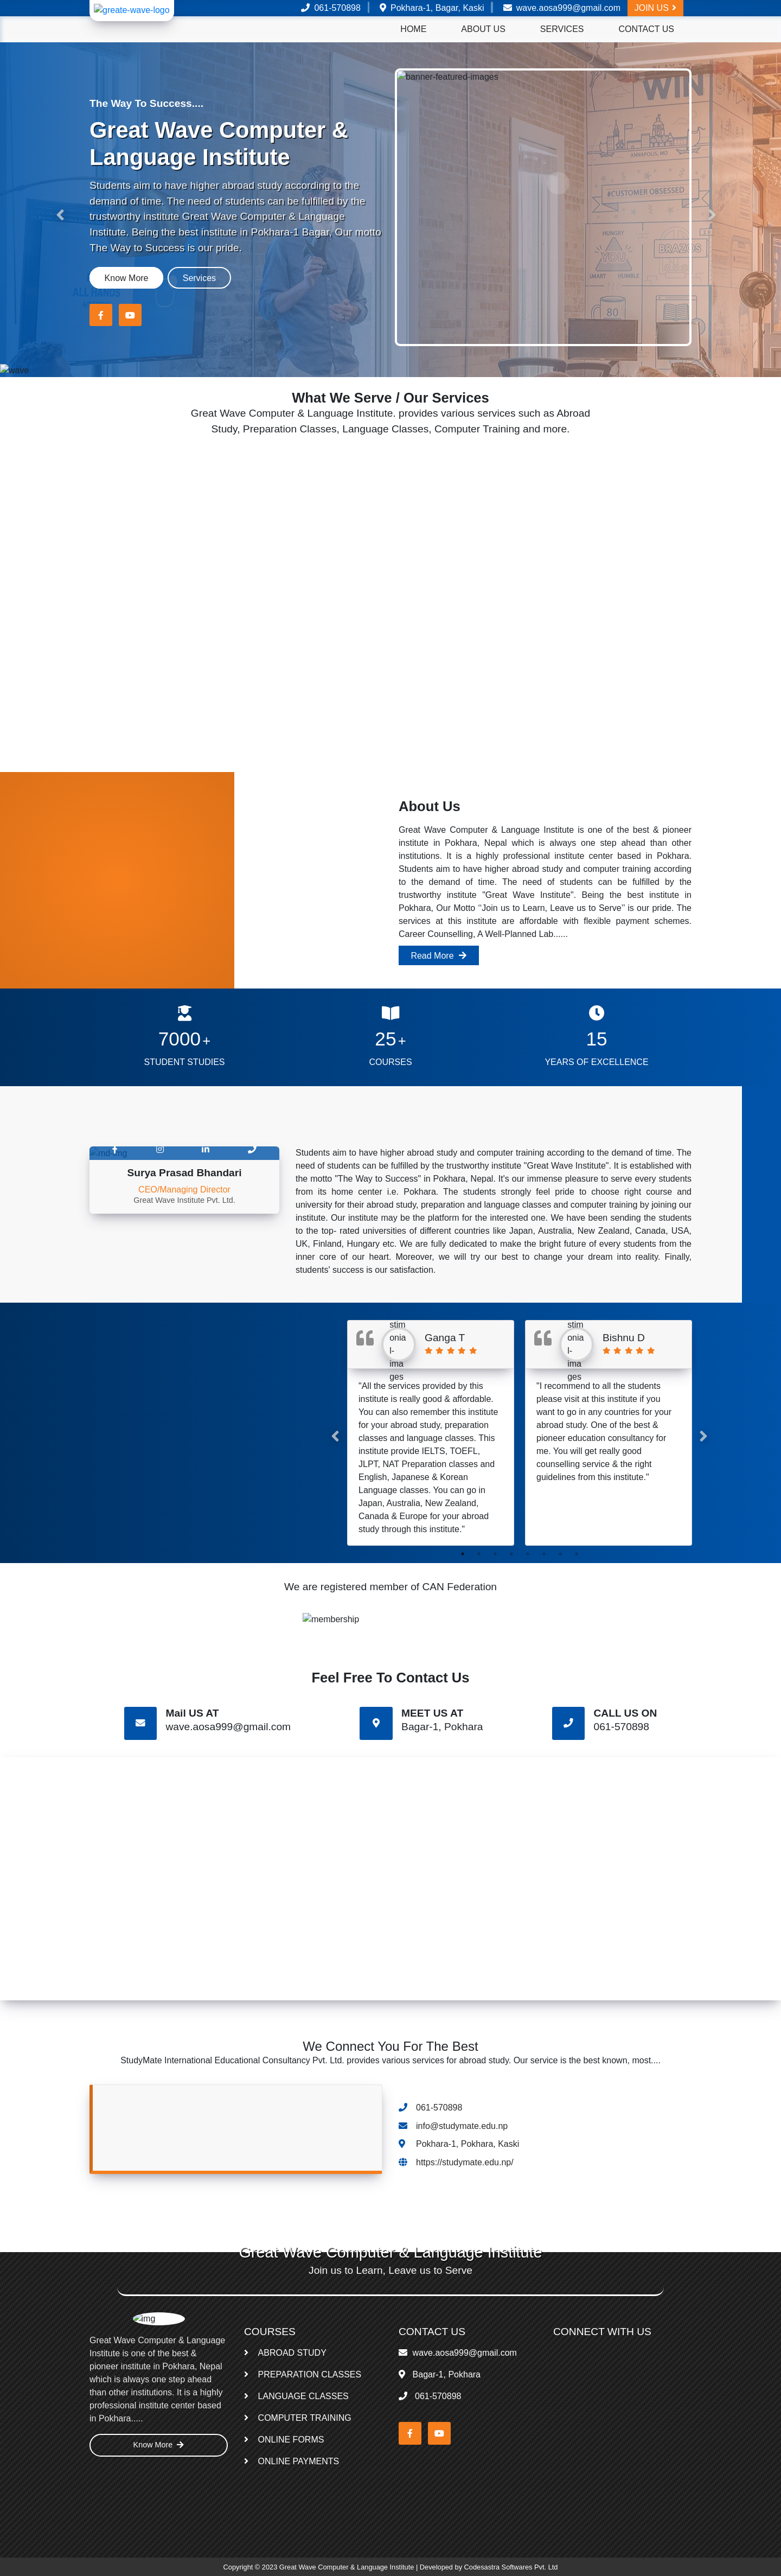 great-wave-logo
061-570898
Pokhara-1, Bagar, Kaski
wave.aosa999@gmail.com
JOIN US
HOME
ABOUT US
SERVICES
CONTACT US
The Way To Success....
Great Wave Computer &
Language Institute
Students aim to have higher abroad study according to the
demand of time. The need of students can be fulfilled by the
trustworthy institute Great Wave Computer & Language
Institute. Being the best institute in Pokhara-1 Bagar, Our motto
The Way to Success is our pride.
Know More
Services
banner-featured-images
WIN
ANNAPOLIS, MD
#CUSTOMER OBSESSED
HUNGRY
YOU
HUMBLE
BRAZOS
ALL HANDS
wave
What We Serve / Our Services
Great Wave Computer & Language Institute. provides various services such as Abroad
Study, Preparation Classes, Language Classes, Computer Training and more.
About Us
Great Wave Computer & Language Institute is one of the best & pioneer
institute in Pokhara, Nepal which is always one step ahead than other
institutions. It is a highly professional institute center based in Pokhara.
Students aim to have higher abroad study and computer training according
to the demand of time. The need of students can be fulfilled by the
trustworthy institute "Great Wave Institute". Being the best institute in
Pokhara, Our Motto "Join us to Learn, Leave us to Serve" is our pride. The
services at this institute are affordable with flexible payment schemes.
Career Counselling, A Well-Planned Lab......
Read More
7000+
STUDENT STUDIES
25+
COURSES
15
YEARS OF EXCELLENCE
md-img
Surya Prasad Bhandari
CEO/Managing Director
Great Wave Institute Pvt. Ltd.
Students aim to have higher abroad study and computer training according to the demand of time. The
need of students can be fulfilled by the trustworthy institute "Great Wave Institute". It is established with
the motto "The Way to Success" in Pokhara, Nepal. It's our immense pleasure to serve every students
from its home center i.e. Pokhara. The students strongly feel pride to choose right course and
university for their abroad study, preparation and language classes and computer training by joining our
institute. Our institute may be the platform for the interested one. We have been sending the students
to the top- rated universities of different countries like Japan, Australia, New Zealand, Canada, USA,
UK, Finland, Hungary etc. We are fully dedicated to make the bright future of every students from the
inner core of our heart. Moreover, we will try our best to change your dream into reality. Finally,
students' success is our satisfaction.
stim
onia
l-
ima
ges
Ganga T
"All the services provided by this
institute is really good & affordable.
You can also remember this institute
for your abroad study, preparation
classes and language classes. This
institute provide IELTS, TOEFL,
JLPT, NAT Preparation classes and
English, Japanese & Korean
Language classes. You can go in
Japan, Australia, New Zealand,
Canada & Europe for your abroad
study through this institute."
stim
onia
l-
ima
ges
Bishnu D
"I recommend to all the students
please visit at this institute if you
want to go in any countries for your
abroad study. One of the best &
pioneer education consultancy for
me. You will get really good
counselling service & the right
guidelines from this institute."
We are registered member of CAN Federation
membership
Feel Free To Contact Us
Mail US AT
wave.aosa999@gmail.com
MEET US AT
Bagar-1, Pokhara
CALL US ON
061-570898
We Connect You For The Best
StudyMate International Educational Consultancy Pvt. Ltd. provides various services for abroad study. Our service is the best known, most....
061-570898
info@studymate.edu.np
Pokhara-1, Pokhara, Kaski
https://studymate.edu.np/
Great Wave Computer & Language Institute
Join us to Learn, Leave us to Serve
img
Great Wave Computer & Language
Institute is one of the best &
pioneer institute in Pokhara, Nepal
which is always one step ahead
than other institutions. It is a highly
professional institute center based
in Pokhara.....
Know More
COURSES
ABROAD STUDY
PREPARATION CLASSES
LANGUAGE CLASSES
COMPUTER TRAINING
ONLINE FORMS
ONLINE PAYMENTS
CONTACT US
wave.aosa999@gmail.com
Bagar-1, Pokhara
061-570898
CONNECT WITH US
Copyright © 2023 Great Wave Computer & Language Institute | Developed by Codesastra Softwares Pvt. Ltd